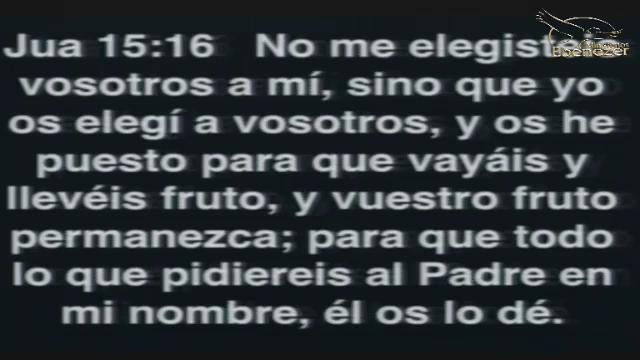 Ministerios
Ebenezer
Jua 15:16 No me elegisteis
vosotros a mí, sino que yo
os elegí a vosotros, y os he
puesto para que vayáis y
llevéis fruto, y vuestro fruto
permanezca; para que todo
lo que pidiereis al Padre en
mi nombre, él os lo dé.